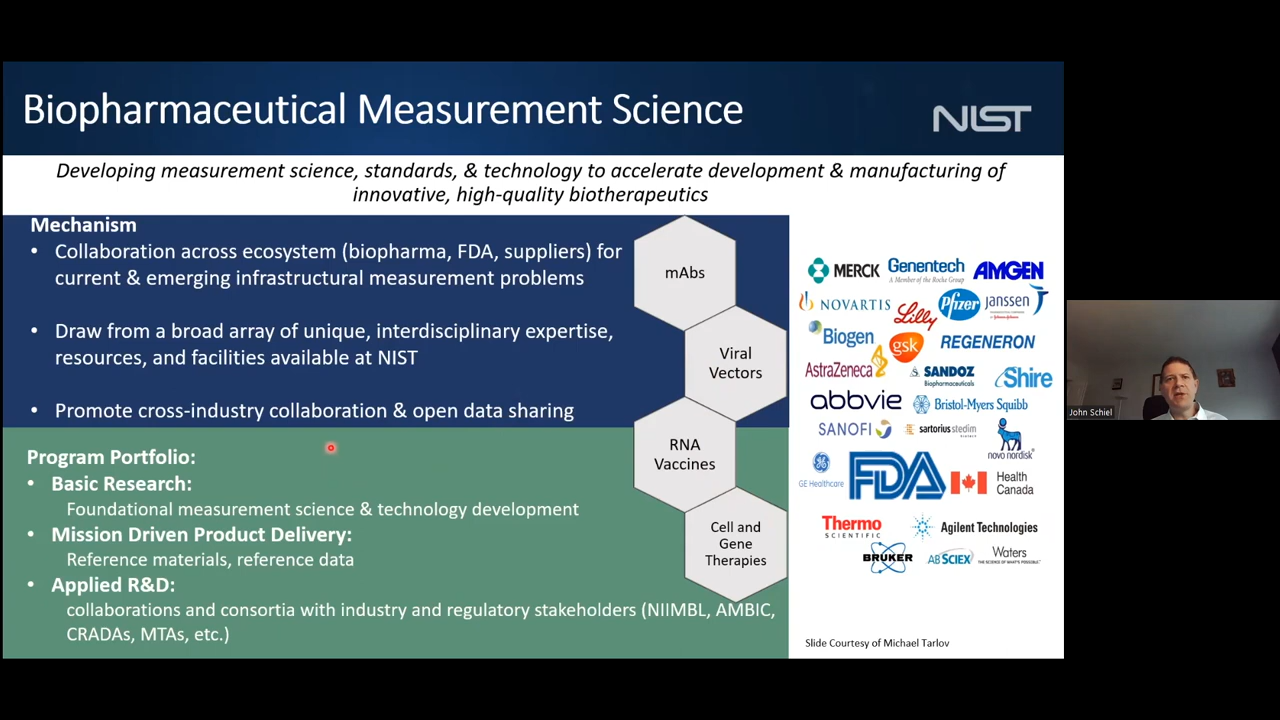 Biopharmaceutical Measurement Science
NIST
Developing measurement science, standards, & technology to accelerate development & manufacturing of
innovative, high-quality biotherapeutics
Mechanism
• Collaboration across ecosystem (biopharma, FDA, suppliers) for
current & emerging infrastructural measurement problems
• Draw from a broad array of unique, interdisciplinary expertise,
resources, and facilities available at NIST
• Promote cross-industry collaboration & open data sharing
Program Portfolio:
• Basic Research:
Foundational measurement science & technology development
• Mission Driven Product Delivery:
Reference materials, reference data
• Applied R&D:
collaborations and consortia with industry and regulatory stakeholders (NIIMBL, AMBIC,
CRADAs, MTAs, etc.)
mAbs
Viral
Vectors
RNA
Vaccines
Cell and
Gene
Therapies
MERCK
Genentech
A Member of the Roche Group
AMGEN
NOVARTIS
Lilly
Pfizer
janssen
Biogen
gsk
REGENERON
AstraZeneca
SANDOZ
Biopharmaceuticals
Shire
abbvie
Bristol-Myers Squibb
SANOFI
sartorius stedim
biotech
novo nordisk
GE Healthcare
FDA
Health
Canada
Thermo
SCIENTIFIC
Agilent Technologies
BRUKER
AB SCIEX
Waters
THE SCIENCE OF WHAT'S POSSIBLE.
Slide Courtesy of Michael Tarlov
John Schiel